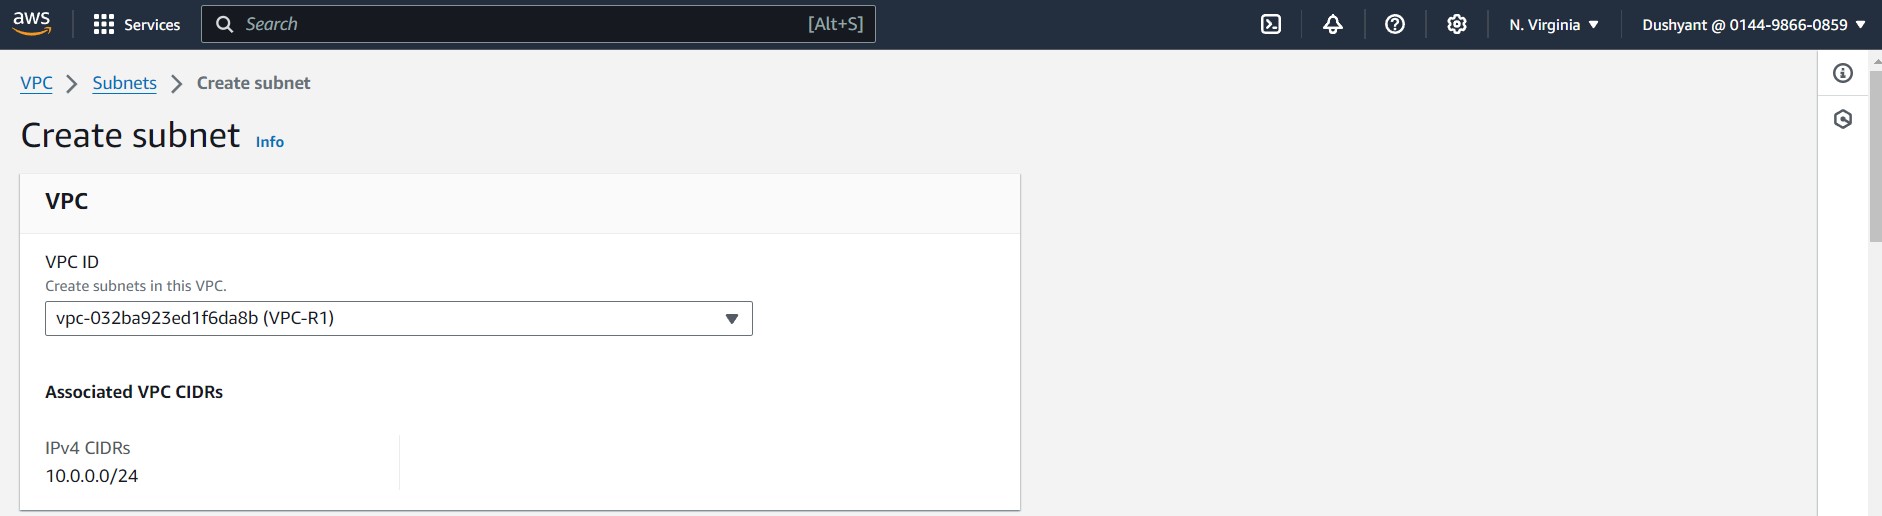 aws Services Search [Alt+S] N. Virginia Dushyant @ 0144-9866-0859
VPC Subnets Create subnet
Create subnet Info
VPC
VPC ID
Create subnets in this VPC.
vpc-032ba923ed1f6da8b (VPC-R1)
Associated VPC CIDRs
IPv4 CIDRs
10.0.0.0/24